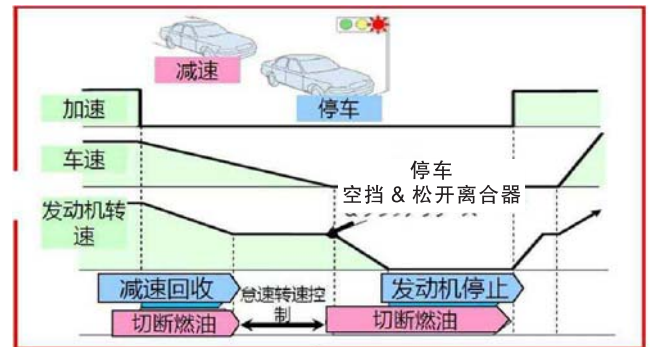 减速
停车
加速
车速
停车
空挡 & 松开离合器
发动机转
速
减速回收
怠速转速控
制
发动机停止
切断燃油
切断燃油